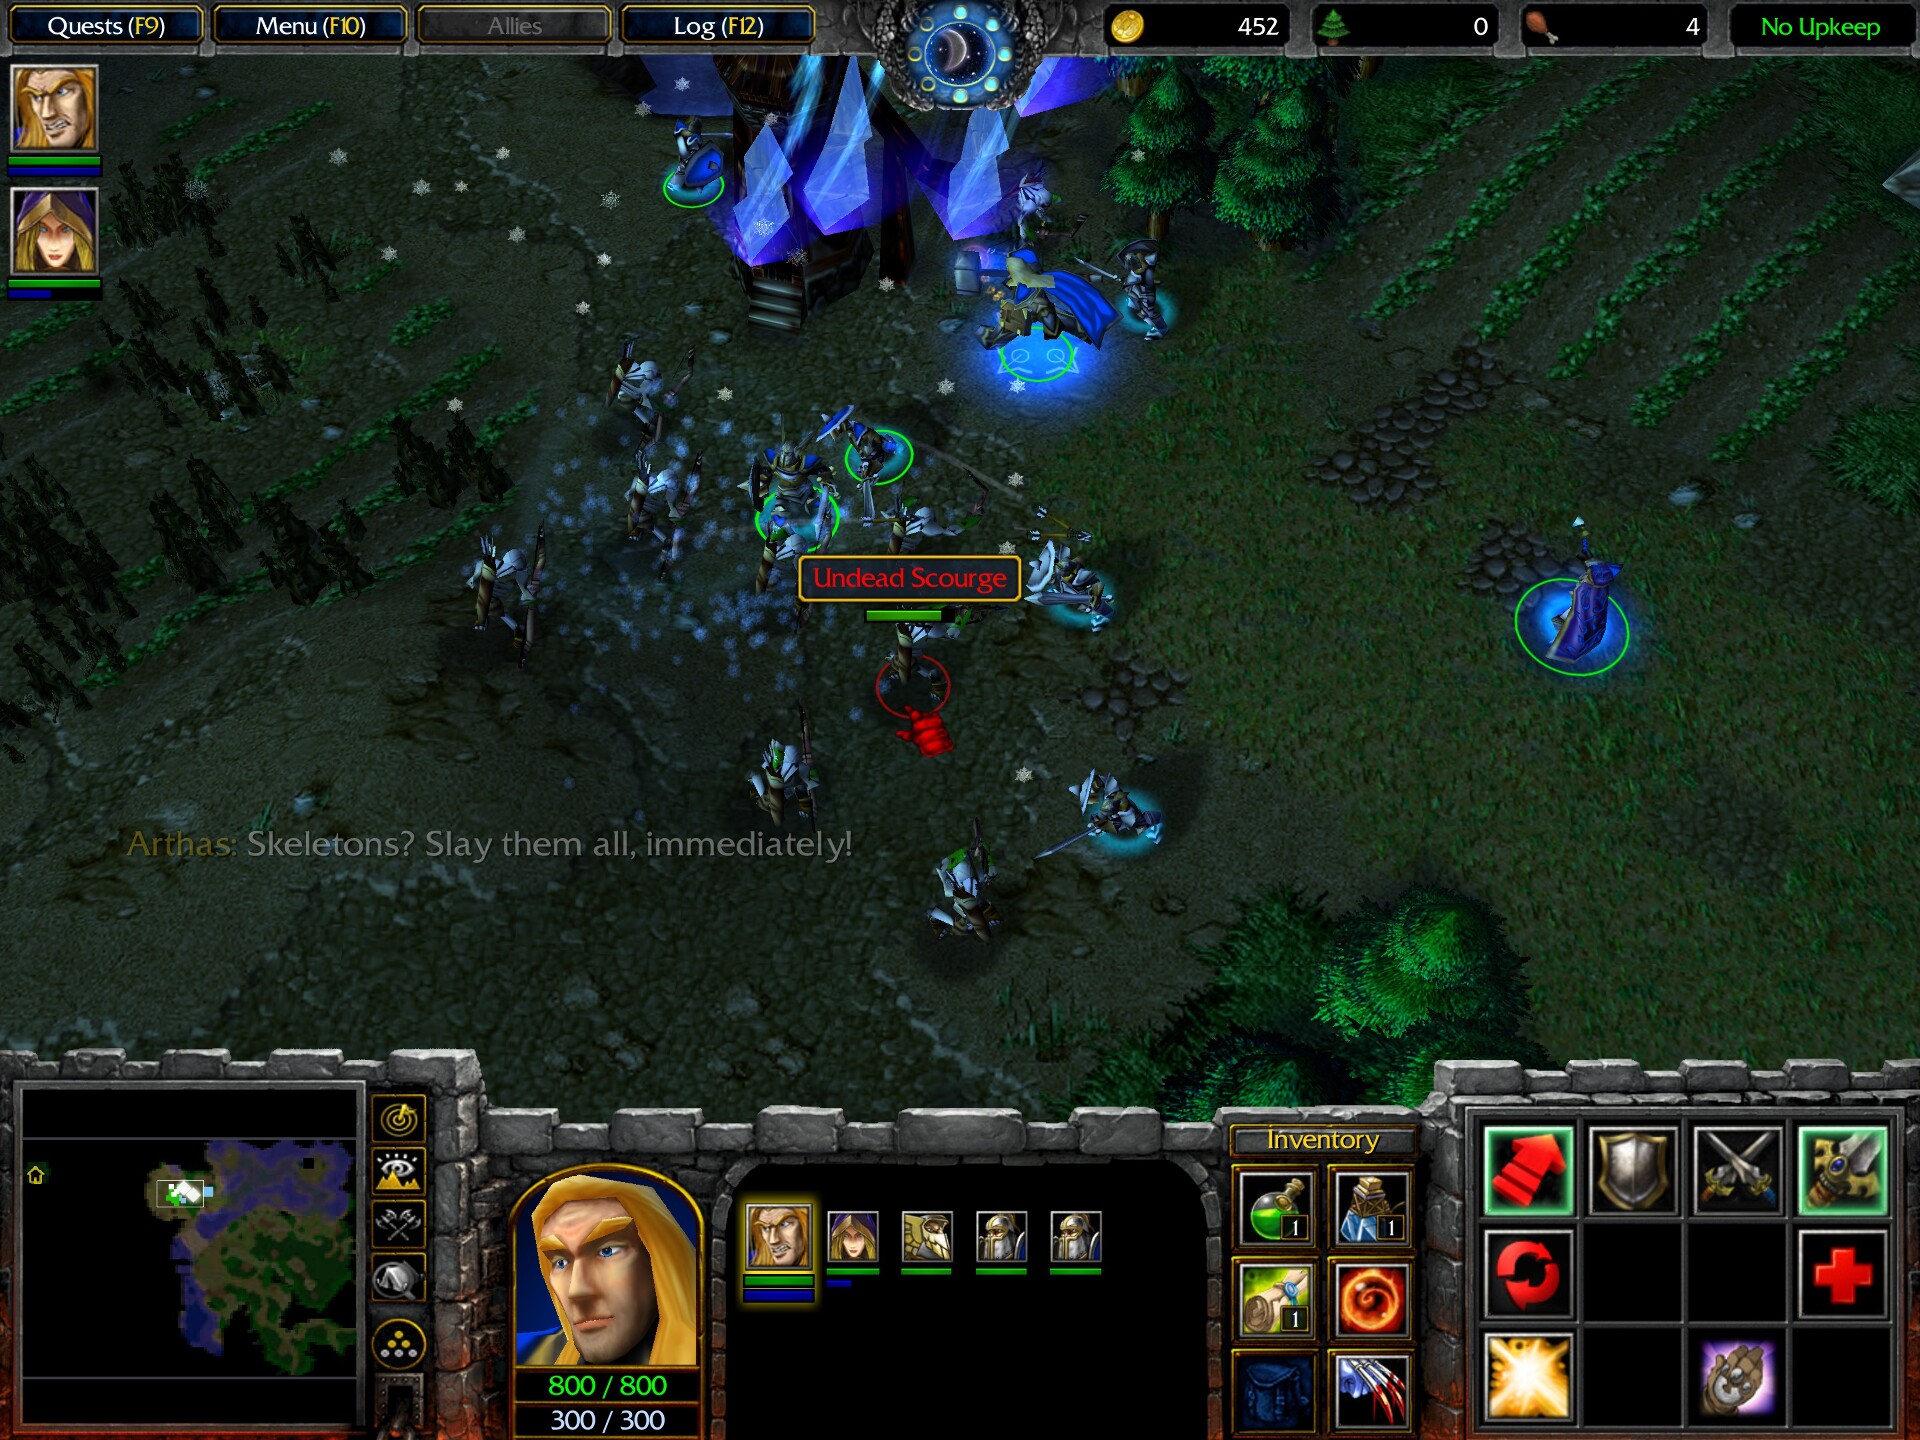 Quests (F9) Menu (F10) Allies Log (F12) 452 0 4 No Upkeep
Undead Scourge
Arthas: Skeletons? Slay them all, immediately!
Inventory
1 1
1
800 / 800
300 / 300